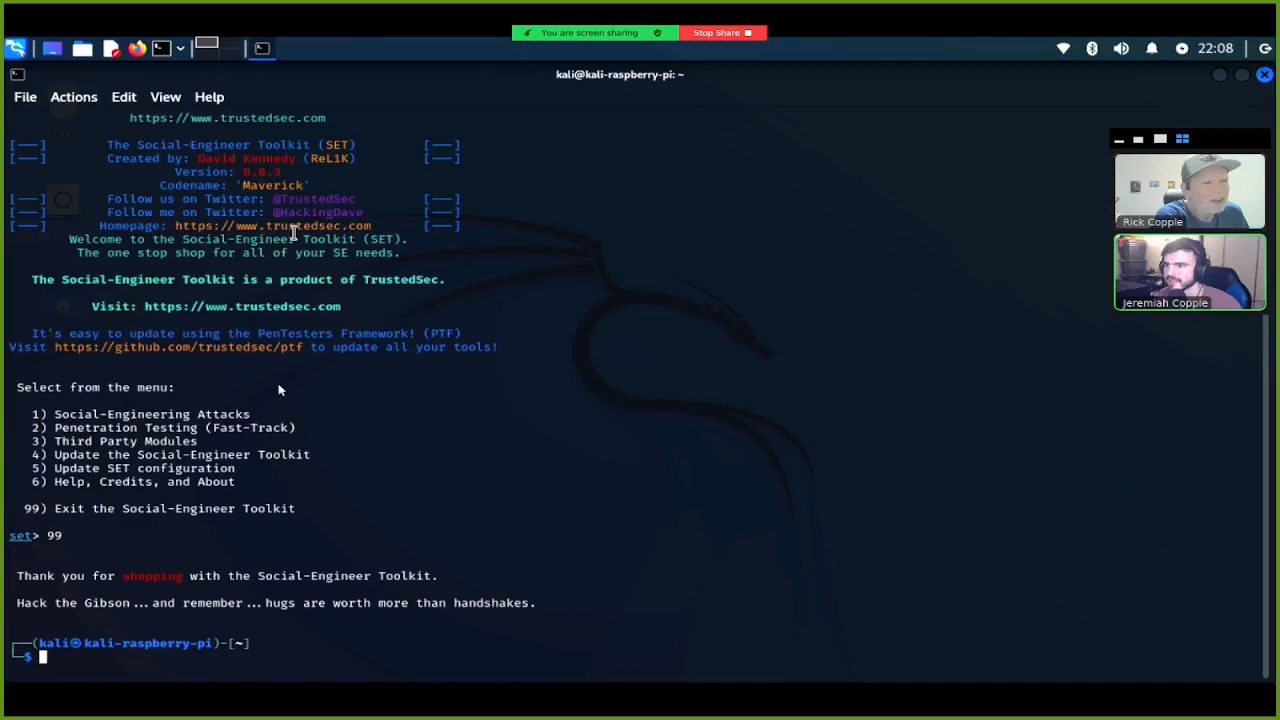 You are screen sharing Stop Share
22:08
kali@kali-raspberry-pi: ~
File Actions Edit View Help
https://www.trustedsec.com
[---] The Social-Engineer Toolkit (SET) [---]
[---] Created by: David Kennedy (ReL1K) [---]
Version: 8.0.3
Codename: 'Maverick'
[---] Follow us on Twitter: @TrustedSec [---]
[---] Follow me on Twitter: @HackingDave [---]
[---] Homepage: https://www.trustedsec.com [---]
Welcome to the Social-Engineer Toolkit (SET).
The one stop shop for all of your SE needs.
The Social-Engineer Toolkit is a product of TrustedSec.
Visit: https://www.trustedsec.com
It's easy to update using the PenTesters Framework! (PTF)
Visit https://github.com/trustedsec/ptf to update all your tools!
Select from the menu:
1) Social-Engineering Attacks
2) Penetration Testing (Fast-Track)
3) Third Party Modules
4) Update the Social-Engineer Toolkit
5) Update SET configuration
6) Help, Credits, and About
99) Exit the Social-Engineer Toolkit
set> 99
Thank you for shopping with the Social-Engineer Toolkit.
Hack the Gibson...and remember...hugs are worth more than handshakes.
(kali㉿kali-raspberry-pi)-[~]
$
Rick Copple
Jeremiah Copple